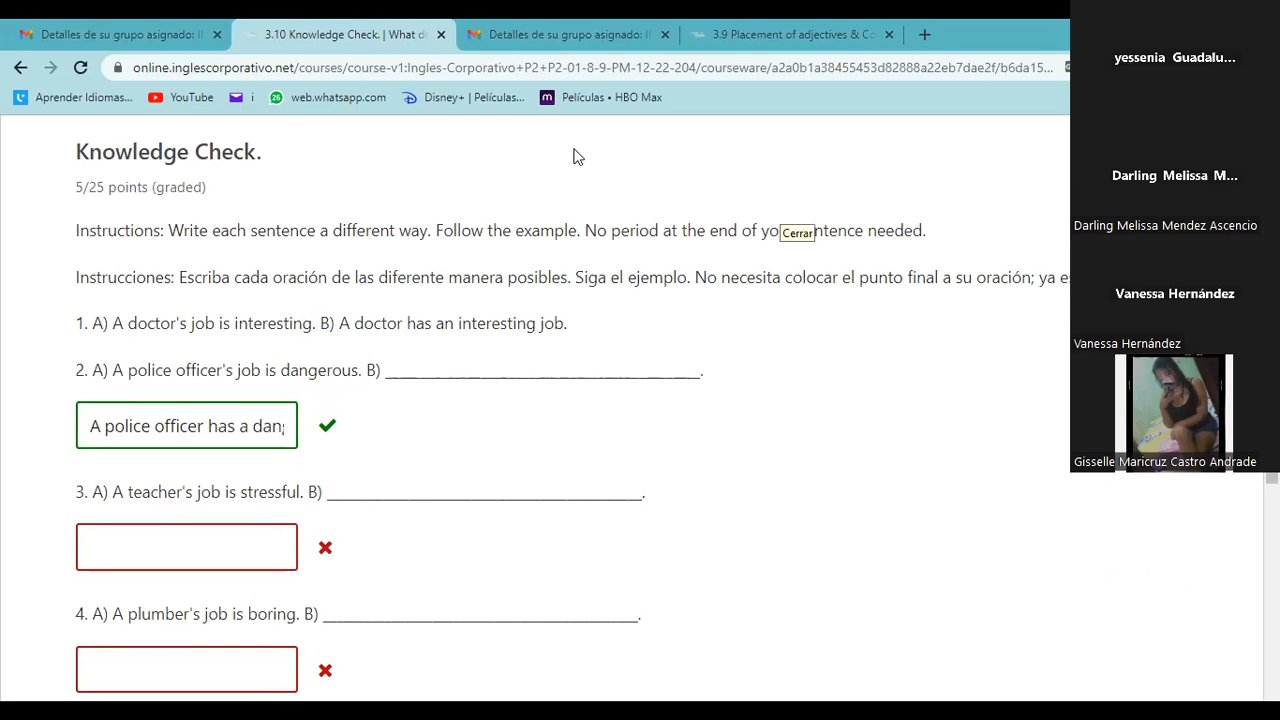 Detalles de su grupo asignado: I
3.10 Knowledge Check. | What d
Detalles de su grupo asignado: I
3.9 Placement of adjectives & Co
online.inglescorporativo.net/courses/course-v1:Ingles-Corporativo+P2+P2-01-8-9-PM-12-22-204/courseware/a2a0b1a38455453d82888a22eb7dae2f/b6da15...
Aprender Idiomas...
YouTube
i
web.whatsapp.com
Disney+ | Películas,...
Películas • HBO Max
Knowledge Check.
5/25 points (graded)
Instructions: Write each sentence a different way. Follow the example. No period at the end of yo ntence needed.
Cerrar
Instrucciones: Escriba cada oración de las diferente manera posibles. Siga el ejemplo. No necesita colocar el punto final a su oración; ya es
1. A) A doctor's job is interesting. B) A doctor has an interesting job.
2. A) A police officer's job is dangerous. B) ___________________________________.
A police officer has a dang
3. A) A teacher's job is stressful. B) ___________________________________.
4. A) A plumber's job is boring. B) ___________________________________.
yessenia Guadalu...
Darling Melissa M...
Darling Melissa Mendez Ascencio
Vanessa Hernández
Vanessa Hernández
Gisselle Maricruz Castro Andrade